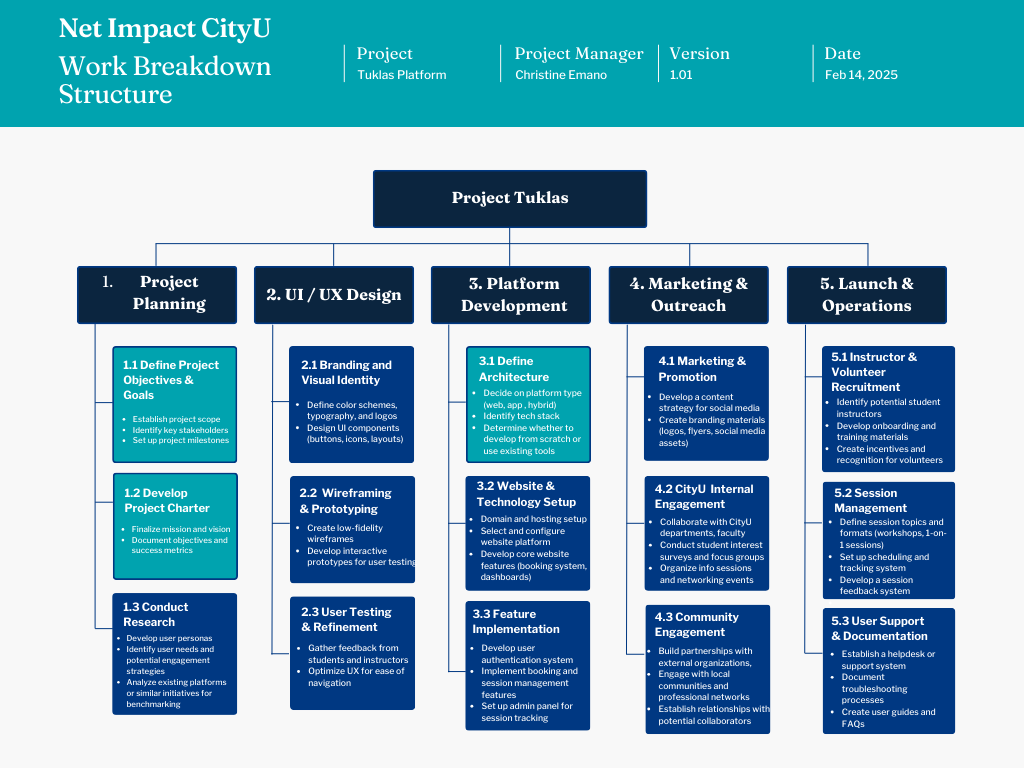 Net Impact CityU
Work Breakdown
Structure
Project
Tuklas Platform
Project Manager
Christine Emano
Version
1.01
Date
Feb 14, 2025
Project Tuklas
1. Project
Planning
1.1 Define Project
Objectives &
Goals
• Establish project scope
• Identify key stakeholders
• Set up project milestones
1.2 Develop
Project Charter
• Finalize mission and vision
• Document objectives and
success metrics
1.3 Conduct
Research
• Develop user personas
• Identify user needs and
potential engagement
strategies
• Analyze existing platforms
or similar initiatives for
benchmarking
2. UI / UX Design
2.1 Branding and
Visual Identity
• Define color schemes,
typography, and logos
• Design UI components
(buttons, icons, layouts)
2.2 Wireframing
& Prototyping
• Create low-fidelity
wireframes
• Develop interactive
prototypes for user testing
2.3 User Testing
& Refinement
• Gather feedback from
students and instructors
• Optimize UX for ease of
navigation
3. Platform
Development
3.1 Define
Architecture
• Decide on platform type
(web, app , hybrid)
• Identify tech stack
• Determine whether to
develop from scratch or
use existing tools
3.2 Website &
Technology Setup
• Domain and hosting setup
• Select and configure
website platform
• Develop core website
features (booking system,
dashboards)
3.3 Feature
Implementation
• Develop user
authentication system
• Implement booking and
session management
features
• Set up admin panel for
session tracking
4. Marketing &
Outreach
4.1 Marketing &
Promotion
• Develop a content
strategy for social media
• Create branding materials
(logos, flyers, social media
assets)
4.2 CityU Internal
Engagement
• Collaborate with CityU
departments, faculty
• Conduct student interest
surveys and focus groups
• Organize info sessions
and networking events
4.3 Community
Engagement
• Build partnerships with
external organizations,
• Engage with local
communities and
professional networks
• Establish relationships with
potential collaborators
5. Launch &
Operations
5.1 Instructor &
Volunteer
Recruitment
• Identify potential student
instructors
• Develop onboarding and
training materials
• Create incentives and
recognition for volunteers
5.2 Session
Management
• Define session topics and
formats (workshops, 1-on-
1 sessions)
• Set up scheduling and
tracking system
• Develop a session
feedback system
5.3 User Support
& Documentation
• Establish a helpdesk or
support system
• Document
troubleshooting
processes
• Create user guides and
FAQs